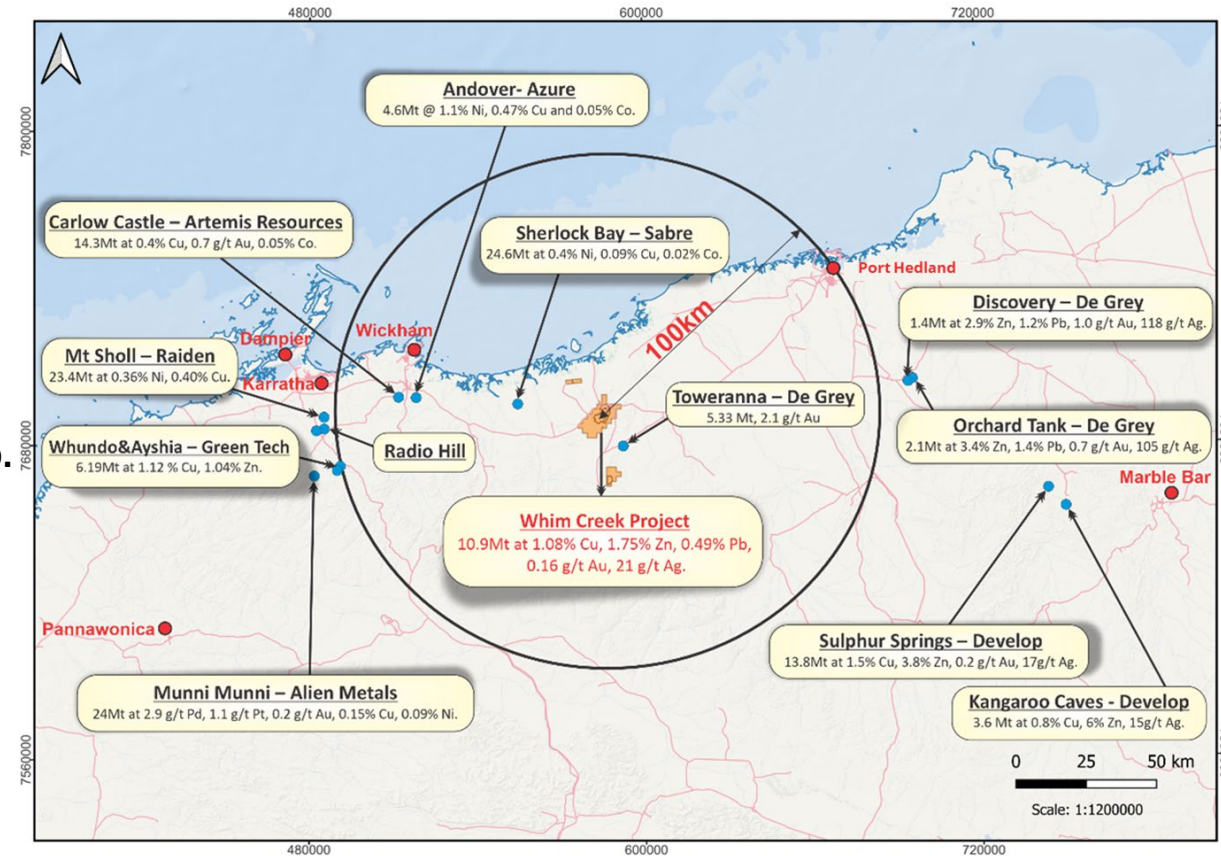 480000
600000
720000
7800000
Andover- Azure
4.6Mt @ 1.1% Ni, 0.47% Cu and 0.05% Co.
Carlow Castle – Artemis Resources
14.3Mt at 0.4% Cu, 0.7 g/t Au, 0.05% Co.
Sherlock Bay – Sabre
24.6Mt at 0.4% Ni, 0.09% Cu, 0.02% Co.
Port Hedland
100km
Discovery – De Grey
1.4Mt at 2.9% Zn, 1.2% Pb, 1.0 g/t Au, 118 g/t Ag.
Wickham
Dampier
Mt Sholl – Raiden
23.4Mt at 0.36% Ni, 0.40% Cu.
Karratha
Toweranna – De Grey
5.33 Mt, 2.1 g/t Au
Orchard Tank – De Grey
2.1Mt at 3.4% Zn, 1.4% Pb, 0.7 g/t Au, 105 g/t Ag.
7680000
Whundo&Ayshia – Green Tech
6.19Mt at 1.12 % Cu, 1.04% Zn.
Radio Hill
Marble Bar
Whim Creek Project
10.9Mt at 1.08% Cu, 1.75% Zn, 0.49% Pb,
0.16 g/t Au, 21 g/t Ag.
Pannawonica
Sulphur Springs – Develop
13.8Mt at 1.5% Cu, 3.8% Zn, 0.2 g/t Au, 17g/t Ag.
Munni Munni – Alien Metals
24Mt at 2.9 g/t Pd, 1.1 g/t Pt, 0.2 g/t Au, 0.15% Cu, 0.09% Ni.
Kangaroo Caves - Develop
3.6 Mt at 0.8% Cu, 6% Zn, 15g/t Ag.
7560000
0 25 50 km
Scale: 1:1200000
480000
600000
720000